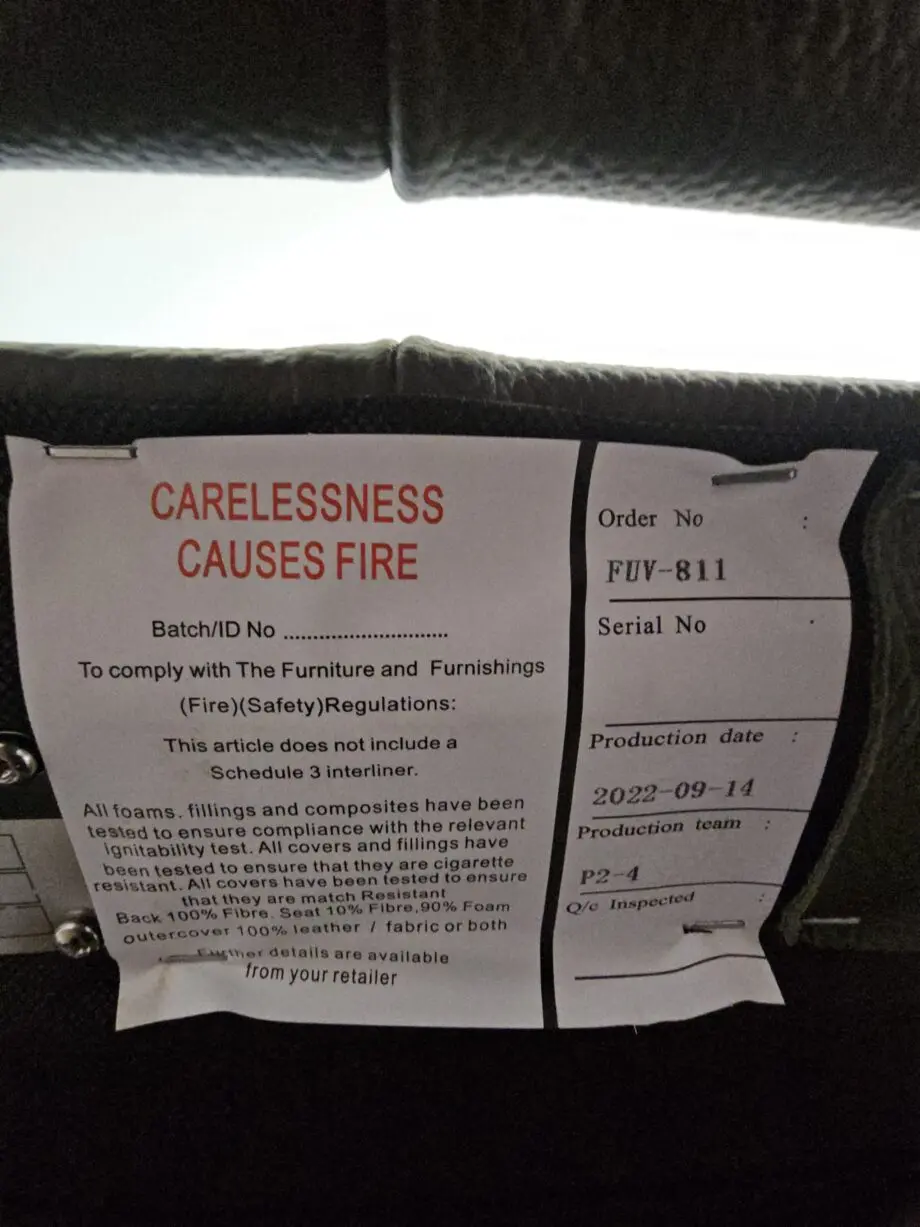 CARELESSNESS
CAUSES FIRE
Batch/ID No ............................
To comply with The Furniture and Furnishings
(Fire)(Safety)Regulations:
This article does not include a
Schedule 3 interliner.
All foams. fillings and composites have been
tested to ensure compliance with the relevant
ignitability test. All covers and fillings have
been tested to ensure that they are cigarette
resistant. All covers have been tested to ensure
that they are match Resistant
Back 100% Fibre. Seat 10% Fibre,90% Foam
outercover 100% leather / fabric or both
Further details are available
from your retailer
Order No :
FUV-811
Serial No :
Production date :
2022-09-14
Production team :
P2-4
Q/c Inspected :